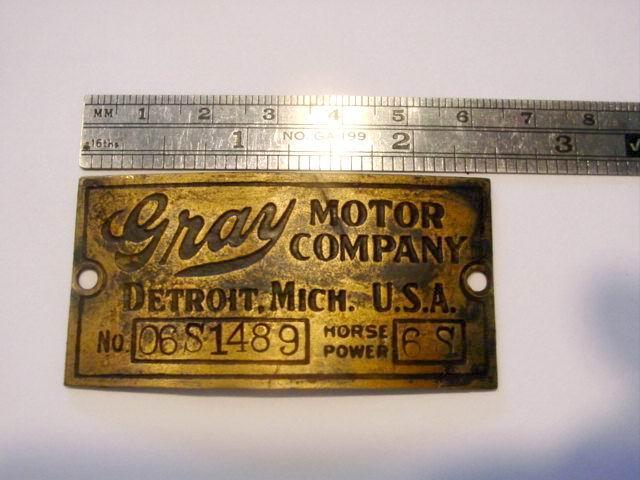 MM 1 2 3 4 5 6 7 8
16ths 1 NO. GA 199 2 3
Gray MOTOR
COMPANY
DETROIT, MICH. U.S.A.
No. 06S1489 HORSE POWER 6 S